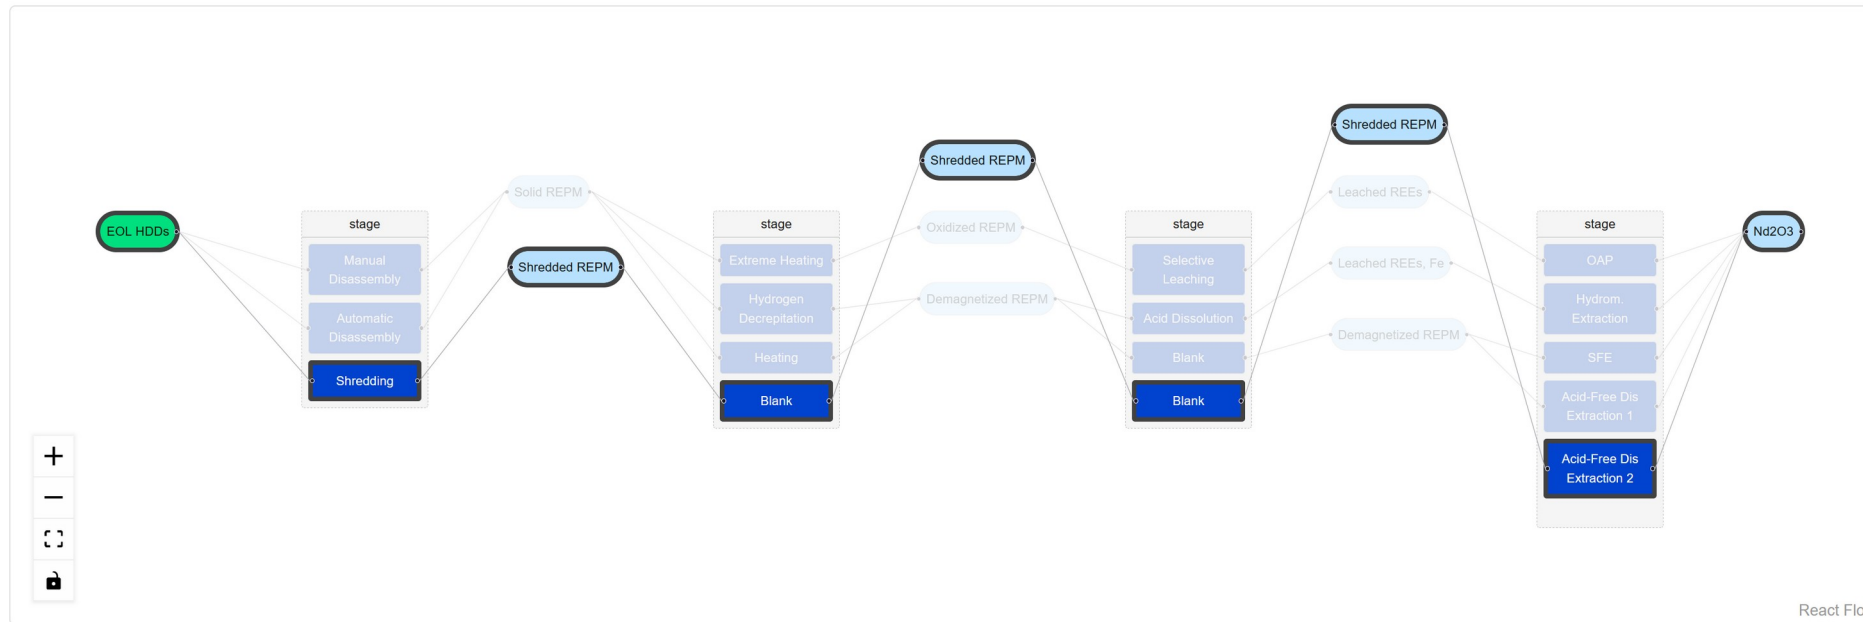 EOL HDDs
stage
Manual
Disassembly
Automatic
Disassembly
Shredding
Solid REPM
Shredded REPM
stage
Extreme Heating
Hydrogen
Decrepitation
Heating
Blank
Shredded REPM
Oxidized REPM
Demagnetized REPM
stage
Selective
Leaching
Acid Dissolution
Blank
Blank
Shredded REPM
Leached REEs
Leached REEs, Fe
Demagnetized REPM
stage
OAP
Hydrom.
Extraction
SFE
Acid-Free Dis
Extraction 1
Acid-Free Dis
Extraction 2
Nd2O3
React Flo